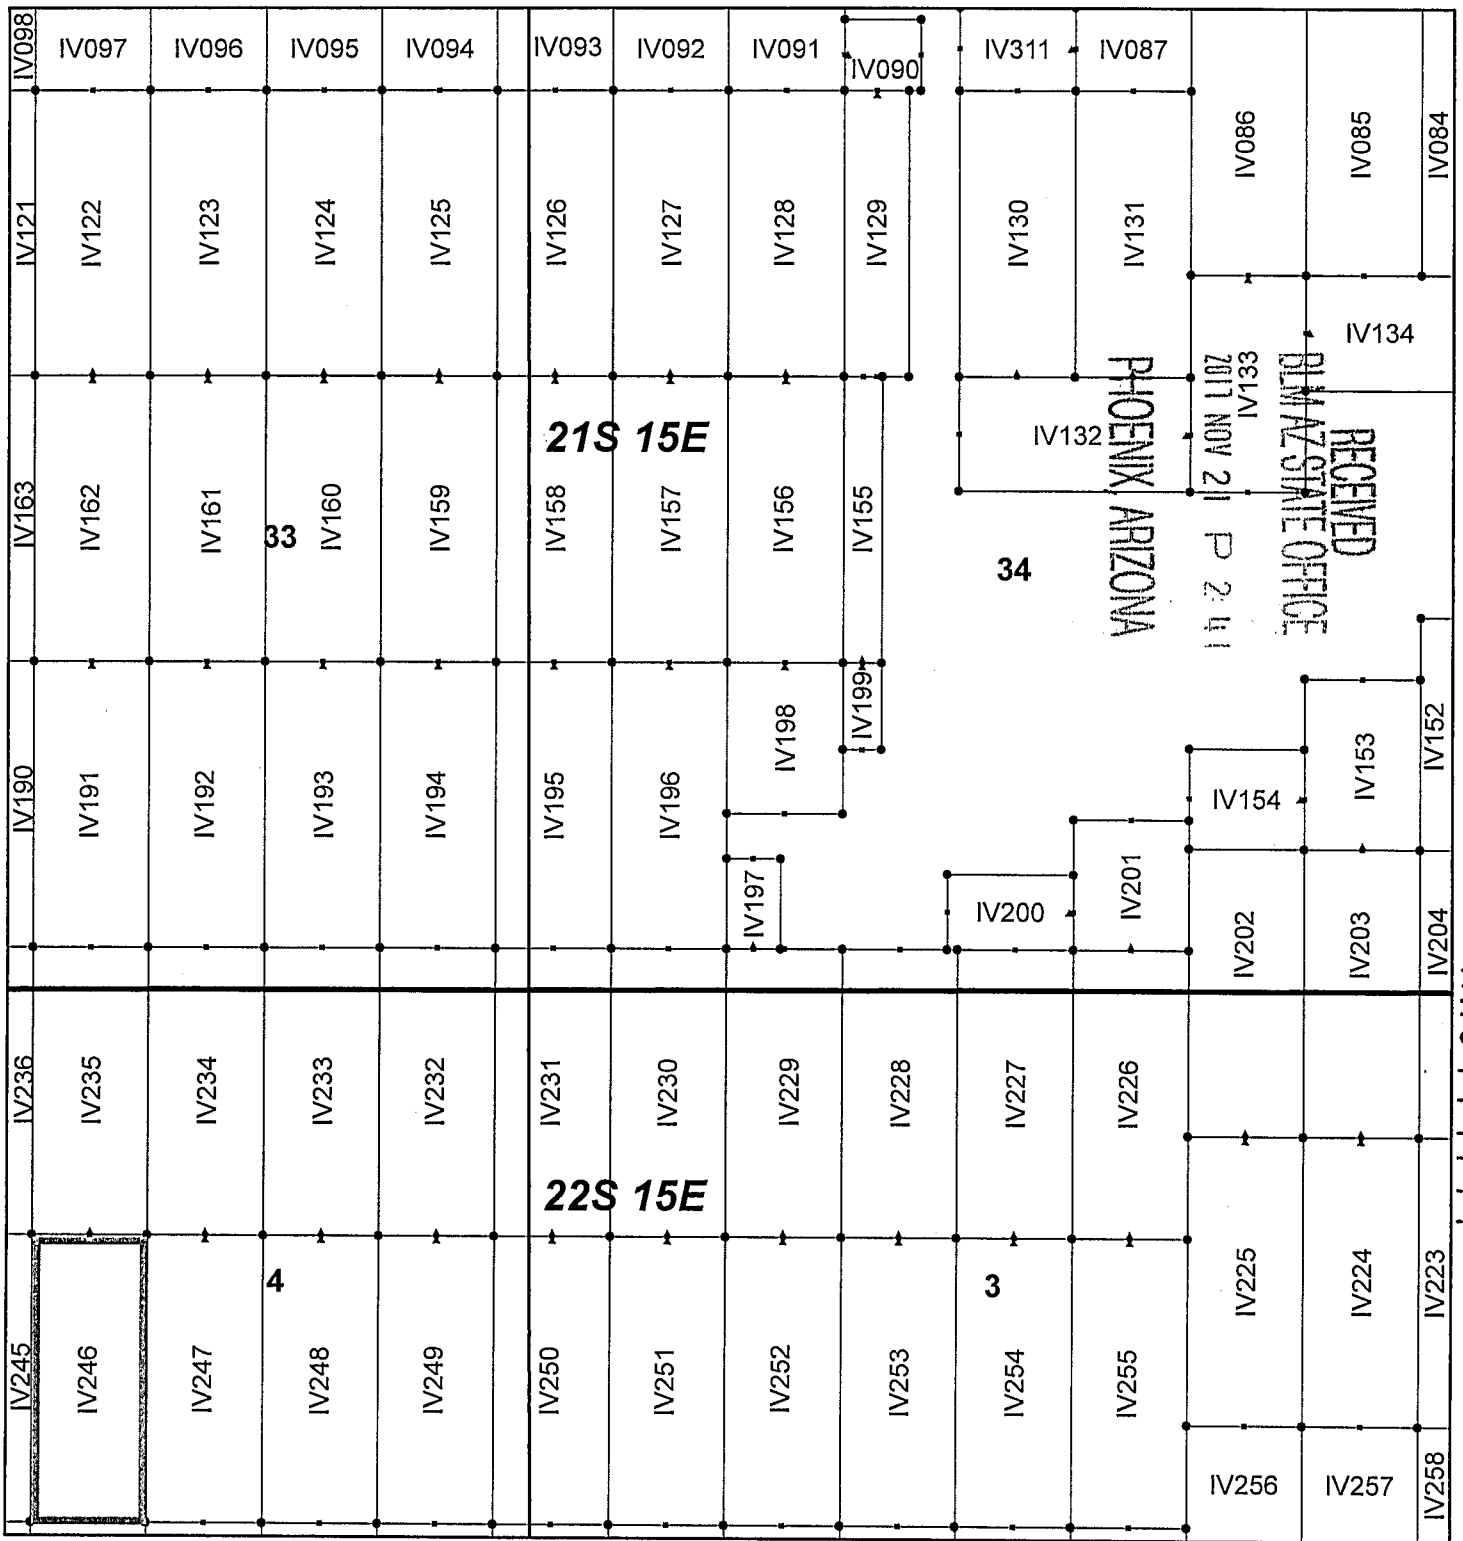 IV098 IV097 IV096 IV095 IV094 IV093 IV092 IV091 IV090 IV311 IV087
IV086 IV085 IV084
IV121 IV122 IV123 IV124 IV125 IV126 IV127 IV128 IV129 IV130 IV131
IV134
IV133
IV132
21S 15E
RECEIVED
BLM AZ STATE OFFICE
2017 NOV 21 P 2:41
PHOENIX ARIZONA
IV163 IV162 IV161 IV160 IV159 IV158 IV157 IV156 IV155
33
34
IV199 IV198
IV152 IV153 IV154
IV190 IV191 IV192 IV193 IV194 IV195 IV196
IV197 IV200 IV201 IV202 IV203 IV204
IV236 IV235 IV234 IV233 IV232 IV231 IV230 IV229 IV228 IV227 IV226
22S 15E
4
3
IV225 IV224 IV223
IV245 IV246 IV247 IV248 IV249 IV250 IV251 IV252 IV253 IV254 IV255
IV256 IV257 IV258